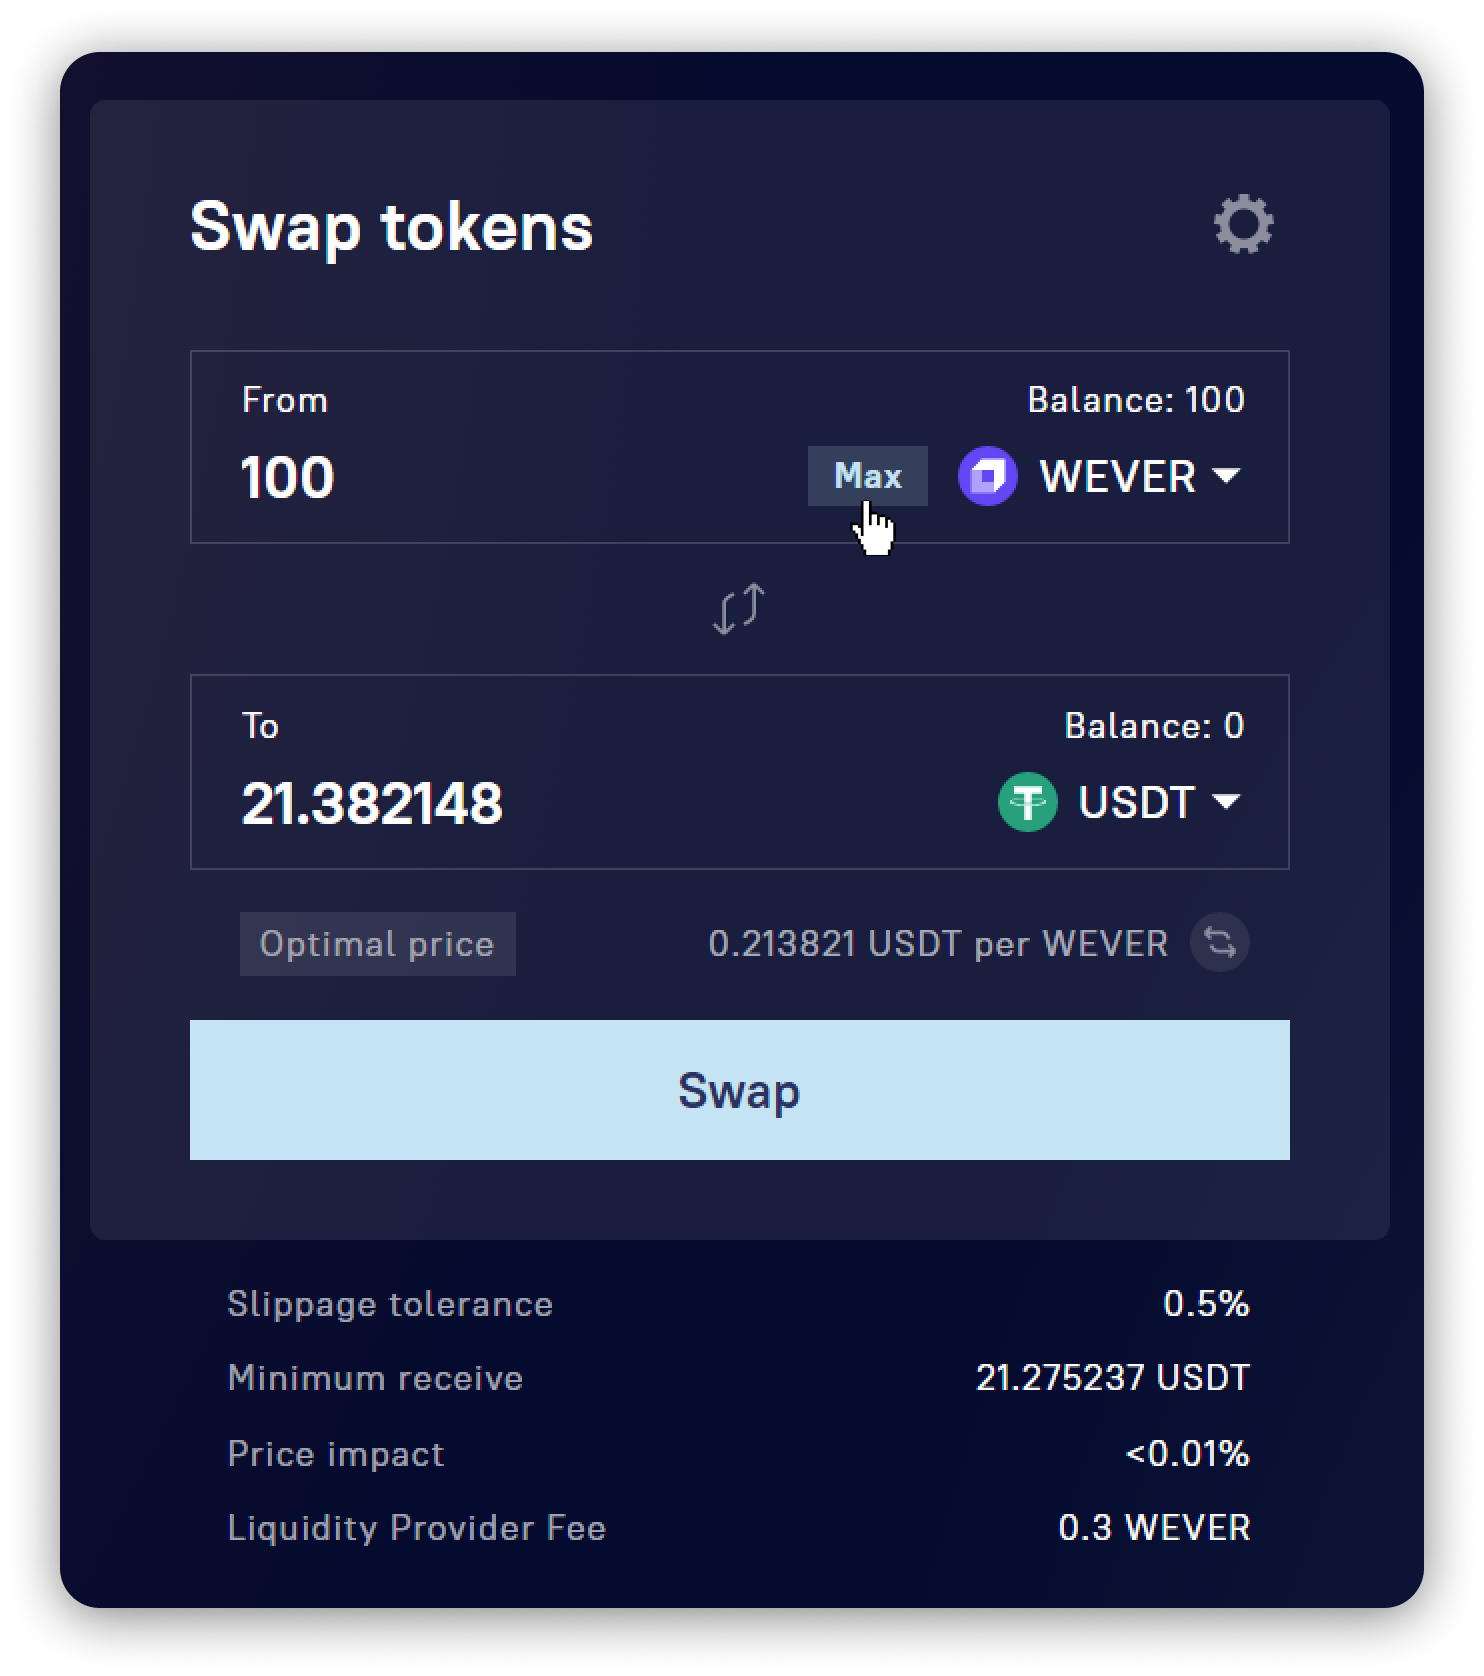 Swap tokens
From
Balance: 100
100
Max
WEVER
To
Balance: 0
21.382148
USDT
Optimal price
0.213821 USDT per WEVER
Swap
Slippage tolerance
0.5%
Minimum receive
21.275237 USDT
Price impact
<0.01%
Liquidity Provider Fee
0.3 WEVER